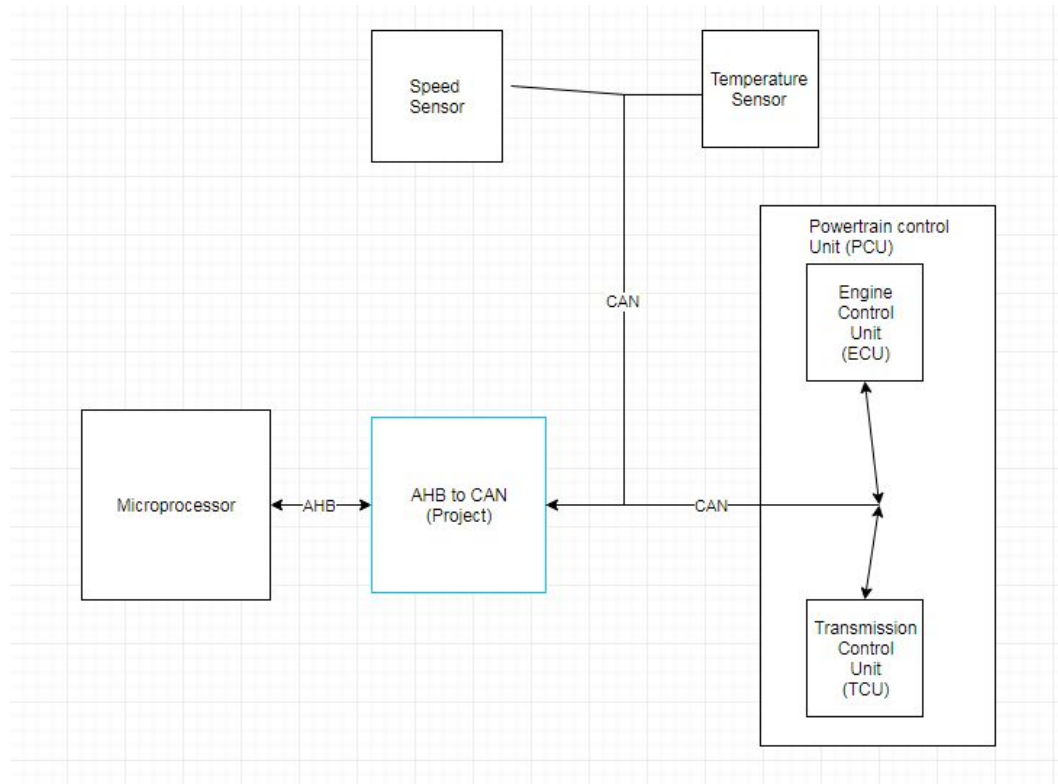 Speed
Sensor
Temperature
Sensor
Powertrain control
Unit (PCU)
Engine
Control
Unit
(ECU)
CAN
Microprocessor
AHB
AHB to CAN
(Project)
CAN
Transmission
Control
Unit
(TCU)